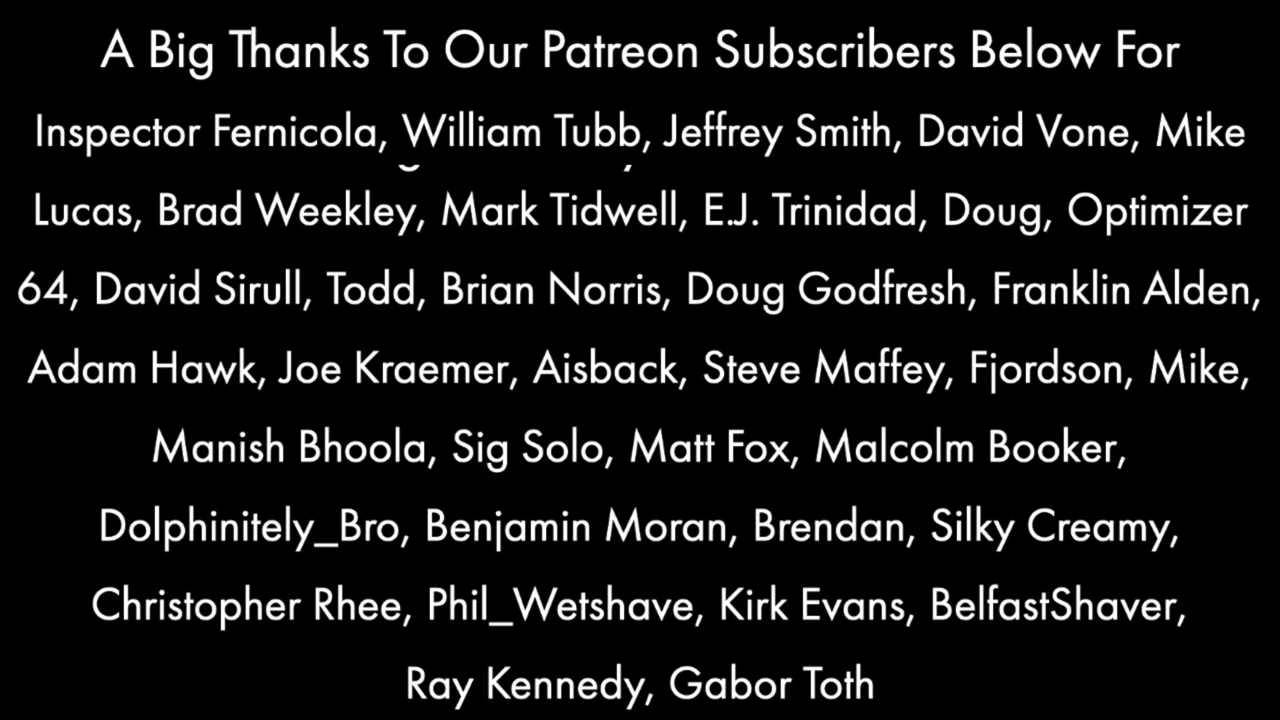 A Big Thanks To Our Patreon Subscribers Below For
Inspector Fernicola, William Tubb, Jeffrey Smith, David Vone, Mike
Lucas, Brad Weekley, Mark Tidwell, E.J. Trinidad, Doug, Optimizer
64, David Sirull, Todd, Brian Norris, Doug Godfresh, Franklin Alden,
Adam Hawk, Joe Kraemer, Aisback, Steve Maffey, Fjordson, Mike,
Manish Bhoola, Sig Solo, Matt Fox, Malcolm Booker,
Dolphinitely_Bro, Benjamin Moran, Brendan, Silky Creamy,
Christopher Rhee, Phil_Wetshave, Kirk Evans, BelfastShaver,
Ray Kennedy, Gabor Toth